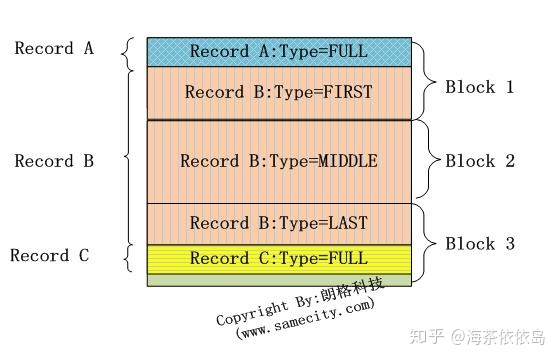 Record A
Record A:Type=FULL
Record B:Type=FIRST
Block 1
Record B
Record B:Type=MIDDLE
Block 2
Record B:Type=LAST
Record C
Record C:Type=FULL
Block 3
Copyright By:朗格科技
(www.samecity.com)
知乎 @海茶依依岛